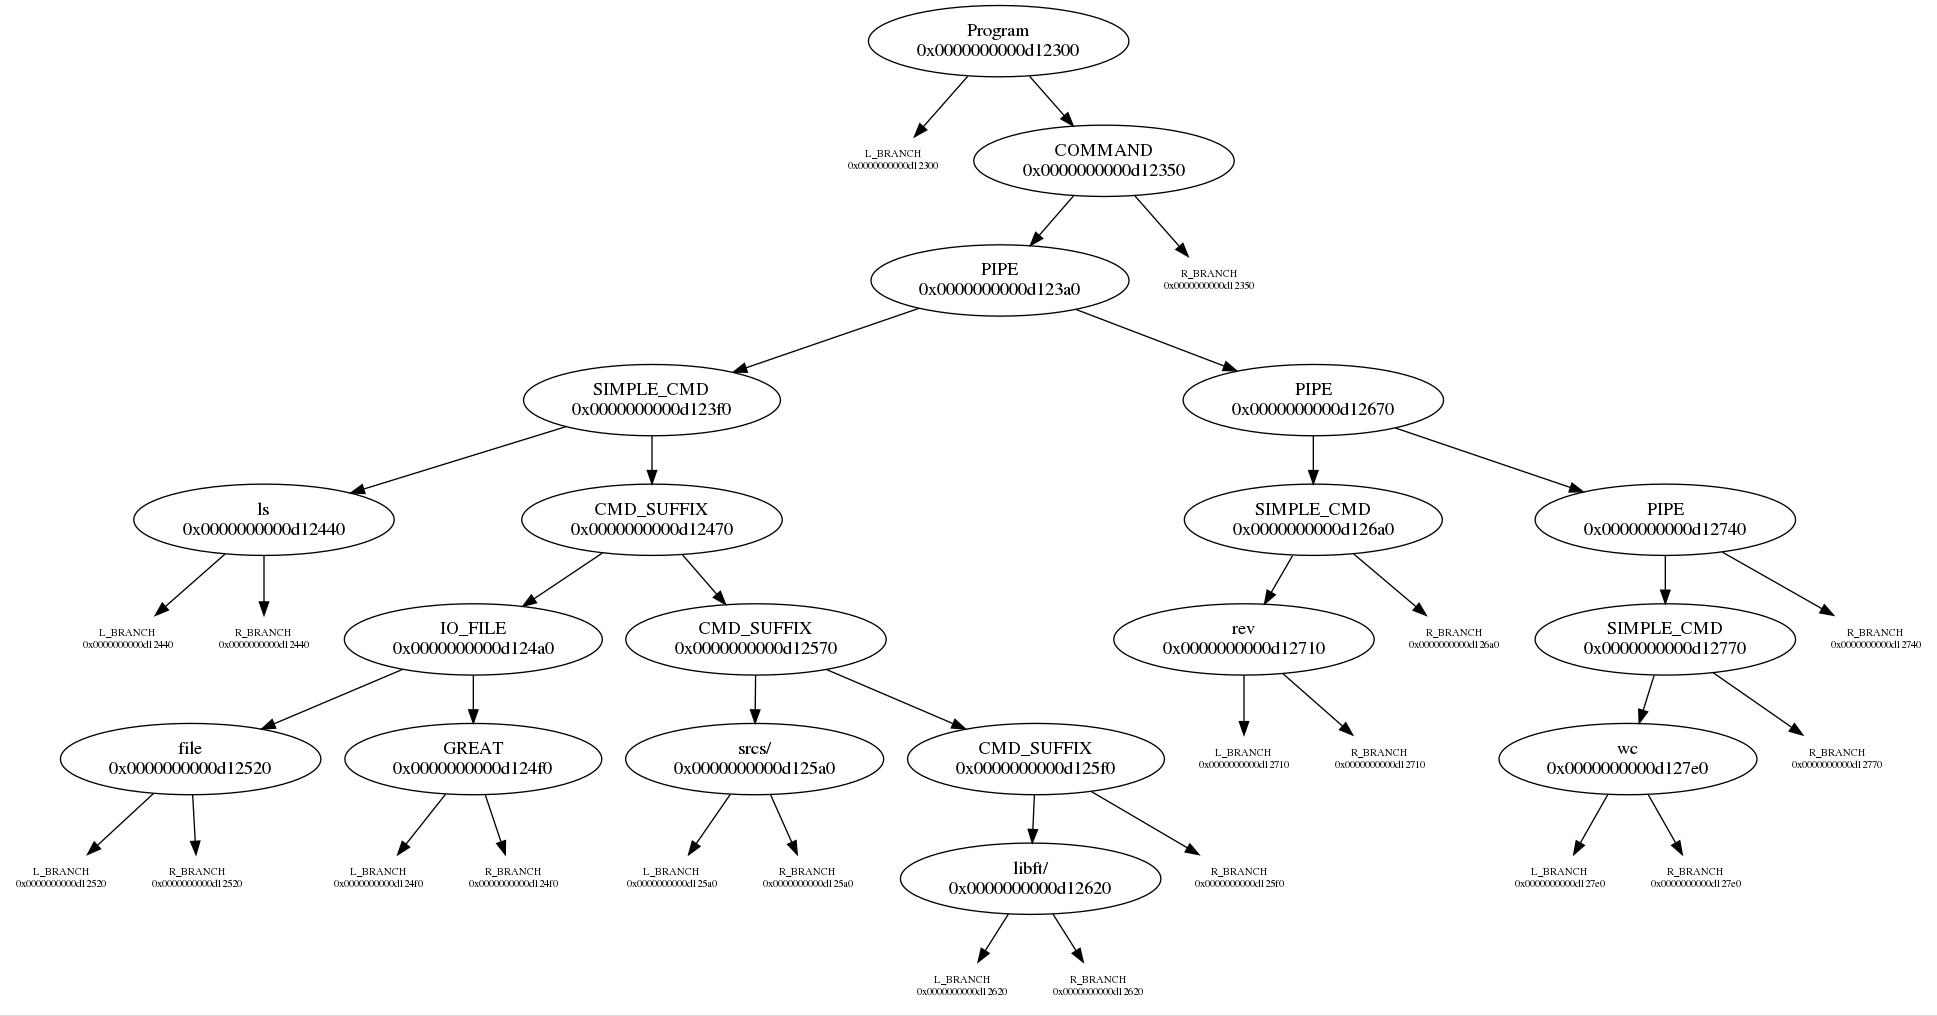 Program
0x0000000000d12300
L_BRANCH
0x0000000000d12300
COMMAND
0x0000000000d12350
PIPE
0x0000000000d123a0
R_BRANCH
0x0000000000d12350
SIMPLE_CMD
0x0000000000d123f0
PIPE
0x0000000000d12670
ls
0x0000000000d12440
CMD_SUFFIX
0x0000000000d12470
SIMPLE_CMD
0x0000000000d126a0
PIPE
0x0000000000d12740
L_BRANCH
0x0000000000d12440
R_BRANCH
0x0000000000d12440
IO_FILE
0x0000000000d124a0
CMD_SUFFIX
0x0000000000d12570
rev
0x0000000000d12710
R_BRANCH
0x0000000000d126a0
SIMPLE_CMD
0x0000000000d12770
R_BRANCH
0x0000000000d12740
file
0x0000000000d12520
GREAT
0x0000000000d124f0
srcs/
0x0000000000d125a0
CMD_SUFFIX
0x0000000000d125f0
L_BRANCH
0x0000000000d12710
R_BRANCH
0x0000000000d12710
wc
0x0000000000d127e0
R_BRANCH
0x0000000000d12770
L_BRANCH
0x0000000000d12520
R_BRANCH
0x0000000000d12520
L_BRANCH
0x0000000000d124f0
R_BRANCH
0x0000000000d124f0
L_BRANCH
0x0000000000d125a0
R_BRANCH
0x0000000000d125a0
libft/
0x0000000000d12620
R_BRANCH
0x0000000000d125f0
L_BRANCH
0x0000000000d127e0
R_BRANCH
0x0000000000d127e0
L_BRANCH
0x0000000000d12620
R_BRANCH
0x0000000000d12620